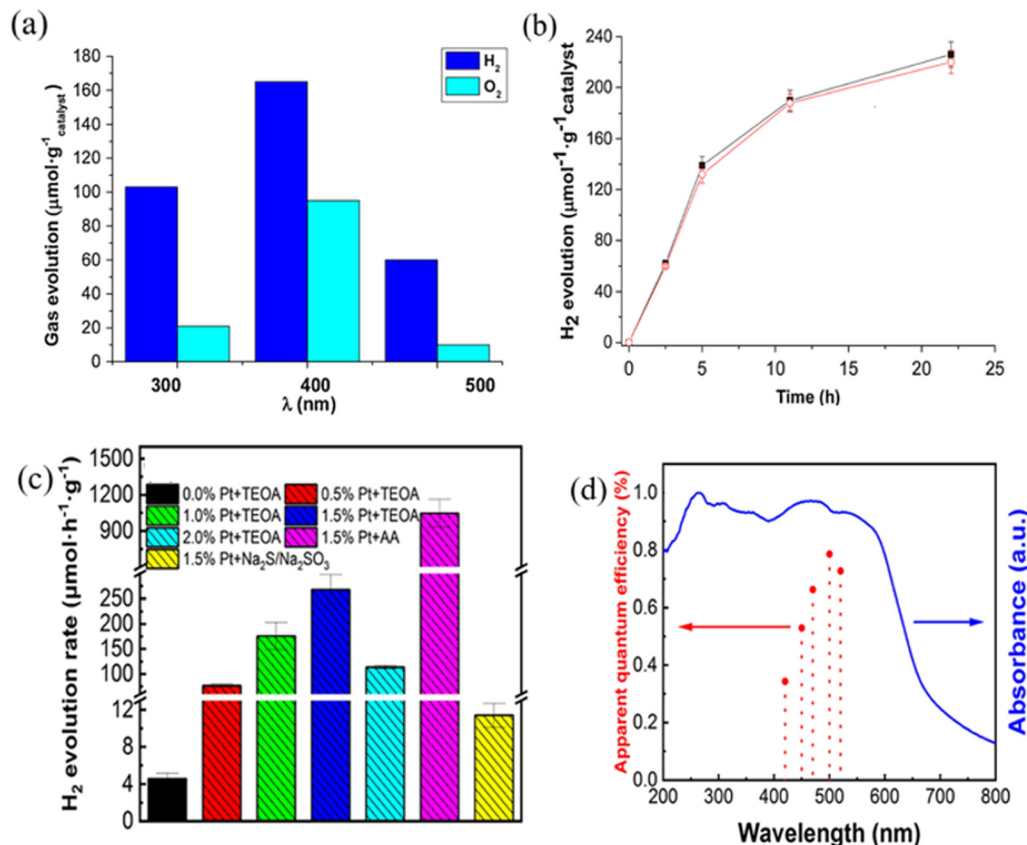 (a)
Gas evolution (µmol·g⁻¹catalyst)
180
160
140
120
100
80
60
40
20
0
H₂
O₂
300
400
500
λ (nm)
(b)
H₂ evolution (µmol⁻¹·g⁻¹catalyst
240
200
160
120
80
40
0
0
5
10
15
20
25
Time (h)
(c)
H₂ evolution rate (µmol·h⁻¹·g⁻¹)
1500
1200
1050
900
250
200
150
100
12
8
4
0
0.0% Pt+TEOA
0.5% Pt+TEOA
1.0% Pt+TEOA
1.5% Pt+TEOA
2.0% Pt+TEOA
1.5% Pt+AA
1.5% Pt+Na₂S/Na₂SO₃
(d)
Apparent quantum efficiency (%)
1.0
0.8
0.6
0.4
0.2
0.0
Absorbance (a.u.)
200
300
400
500
600
700
800
Wavelength (nm)